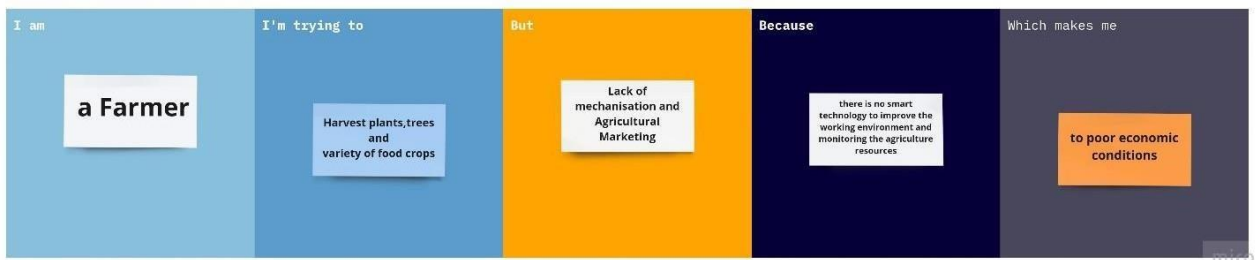 I am
a Farmer
I'm trying to
Harvest plants,trees
and
variety of food crops
But
Lack of
mechanisation and
Agricultural
Marketing
Because
there is no smart
technology to improve the
working environment and
monitoring the agriculture
resources
Which makes me
to poor economic
conditions